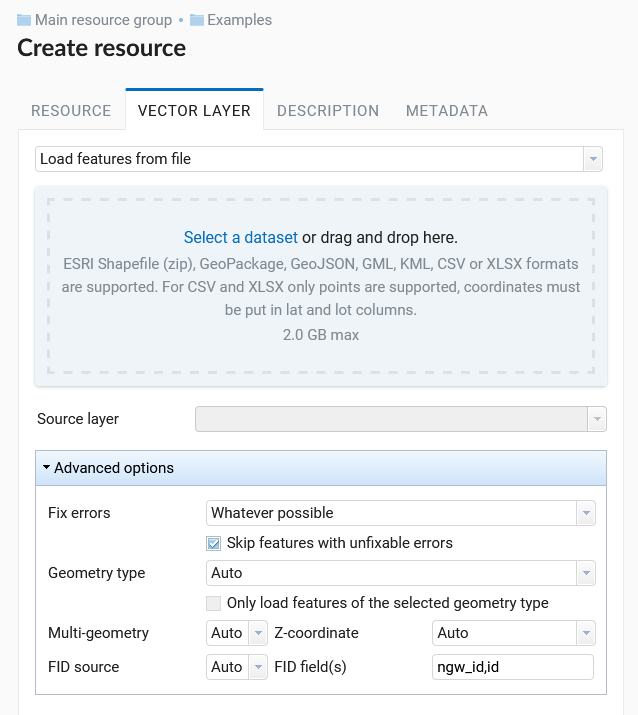 Main resource group • Examples
Create resource
RESOURCE VECTOR LAYER DESCRIPTION METADATA
Load features from file
Select a dataset or drag and drop here.
ESRI Shapefile (zip), GeoPackage, GeoJSON, GML, KML, CSV or XLSX formats
are supported. For CSV and XLSX only points are supported, coordinates must
be put in lat and lot columns.
2.0 GB max
Source layer
Advanced options
Fix errors Whatever possible
Skip features with unfixable errors
Geometry type Auto
Only load features of the selected geometry type
Multi-geometry Auto Z-coordinate Auto
FID source Auto FID field(s) ngw_id,id